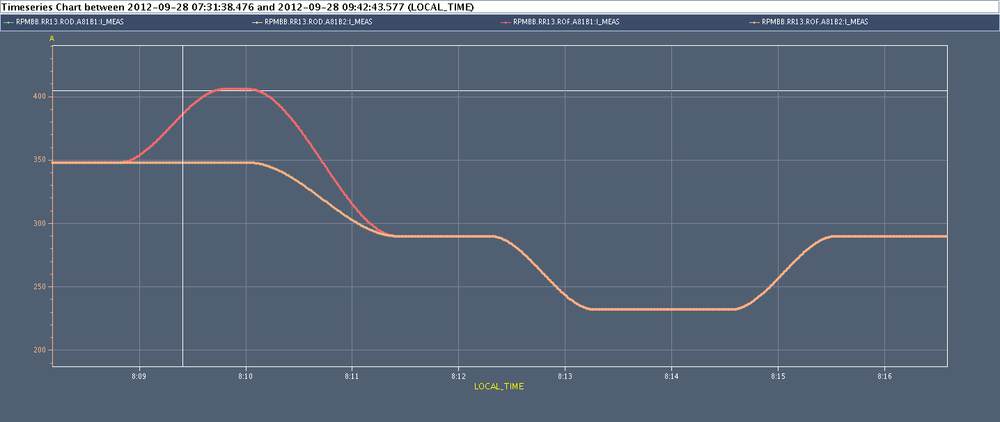 Timeseries Chart between 2012-09-28 07:31:38.476 and 2012-09-28 09:42:43.577 (LOCAL_TIME)
RPMBB.RR13.ROD.A81B1:I_MEAS RPMBB.RR13.ROD.A81B2:I_MEAS RPMBB.RR13.ROF.A81B1:I_MEAS RPMBB.RR13.ROF.A81B2:I_MEAS
A
400
350
300
250
200
8:09 8:10 8:11 8:12 8:13 8:14 8:15 8:16
LOCAL_TIME